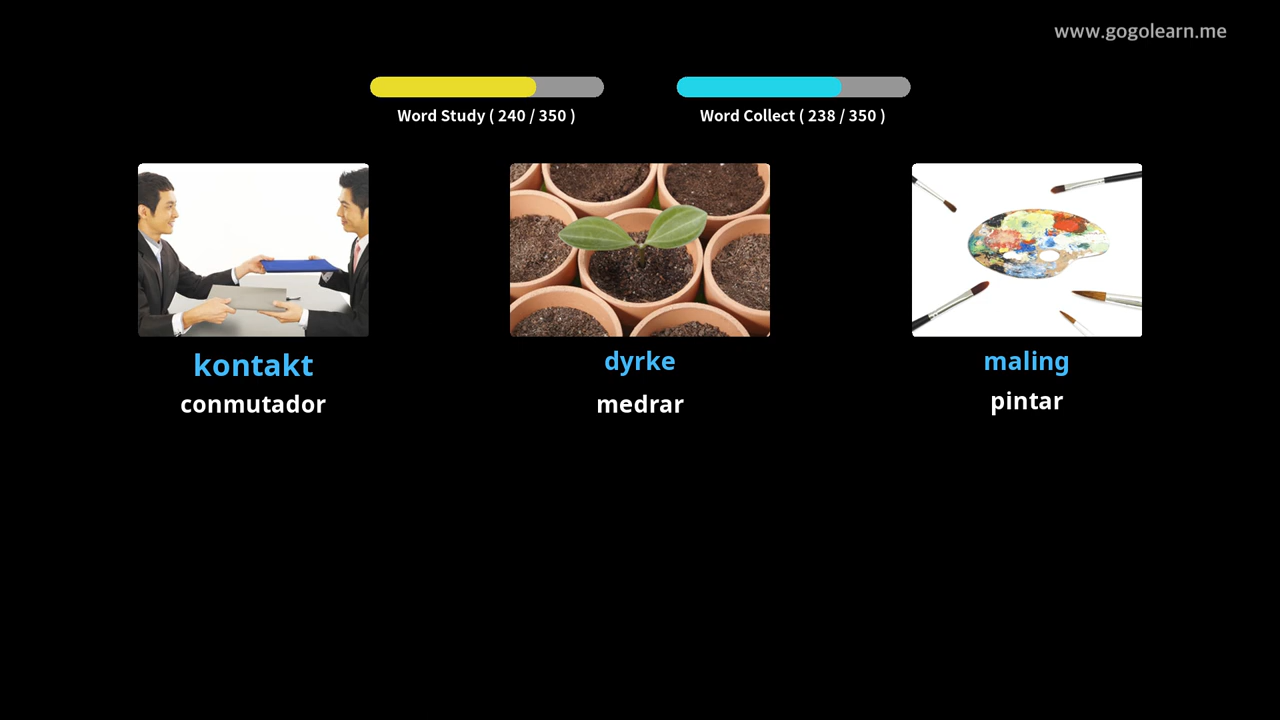 www.gogolearn.me
Word Study ( 240 / 350 )
Word Collect ( 238 / 350 )
kontakt
conmutador
dyrke
medrar
maling
pintar